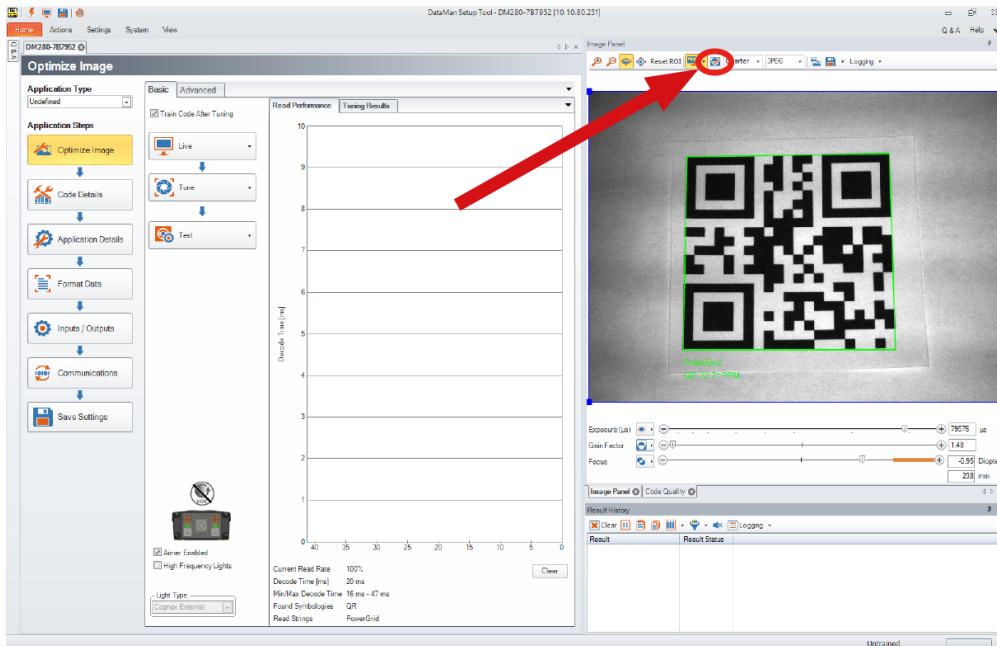 DataMan Setup Tool - DM280-7B7952 [10.10.80.251]
Home Actions Settings System View
Q & A Help
DM280-7B7952
Optimize Image
Application Type
Undefined
Application Steps
Optimize Image
Code Details
Application Details
Format Data
Inputs / Outputs
Communications
Save Settings
Basic Advanced
Train Code After Tuning
Live
Tune
Test
Aimer Enabled
High Frequency Lights
Light Type
Cognex External
Read Performance Tuning Results
Decode Time [ms]
10
9
8
7
6
5
4
3
2
1
0
40 35 30 25 20 15 10 5 0
Current Read Rate 100%
Decode Time [ms] 20 ms
Min/Max Decode Time 16 ms - 47 ms
Found Symbologies QR
Read Strings PowerGrid
Clear
Image Panel
Reset ROI JPEG Logging
PowerGrid
Exposure (µs) 79576 µs
Gain Factor 1.48
Focus -0.95
238 mm
Image Panel Code Quality
Result History
Clear Logging
Result Result Status
Untrained